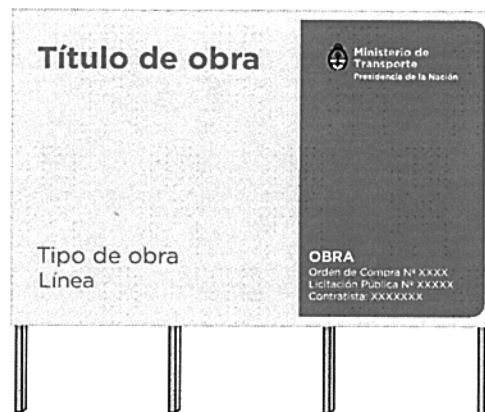 Título de obra
Ministerio de
Transporte
Presidencia de la Nación
Tipo de obra
Línea
OBRA
Orden de Compra Nº XXXX
Licitación Pública Nº XXXXX
Contratista: XXXXXXX